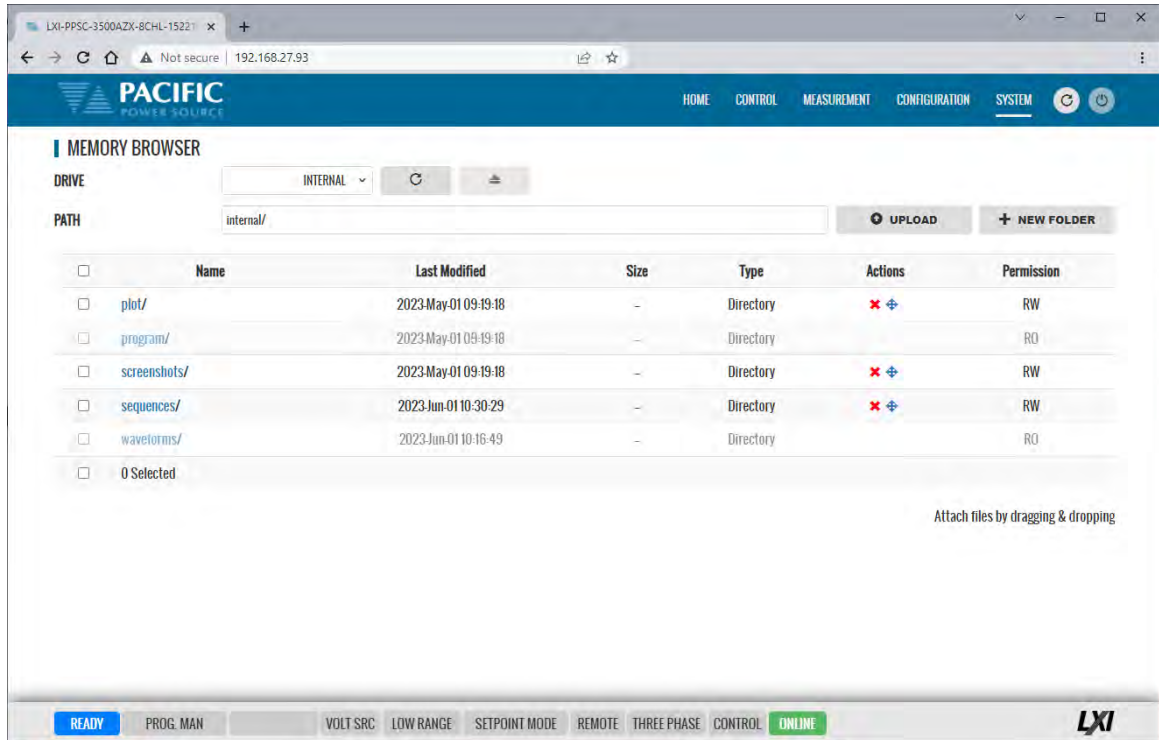 LXI-PPSC-3500AZX-8CHL-15221
Not secure | 192.168.27.93
PACIFIC
POWER SOURCE
HOME CONTROL MEASUREMENT CONFIGURATION SYSTEM
MEMORY BROWSER
DRIVE INTERNAL
PATH internal/ UPLOAD + NEW FOLDER
Name Last Modified Size Type Actions Permission
plot/ 2023-May-01 09:19:18 – Directory RW
program/ 2023-May-01 09:19:18 – Directory RO
screenshots/ 2023-May-01 09:19:18 – Directory RW
sequences/ 2023-Jun-01 10:30:29 – Directory RW
waveforms/ 2023-Jun-01 10:16:49 – Directory RO
0 Selected
Attach files by dragging & dropping
READY PROG. MAN VOLT SRC LOW RANGE SETPOINT MODE REMOTE THREE PHASE CONTROL ONLINE LXI